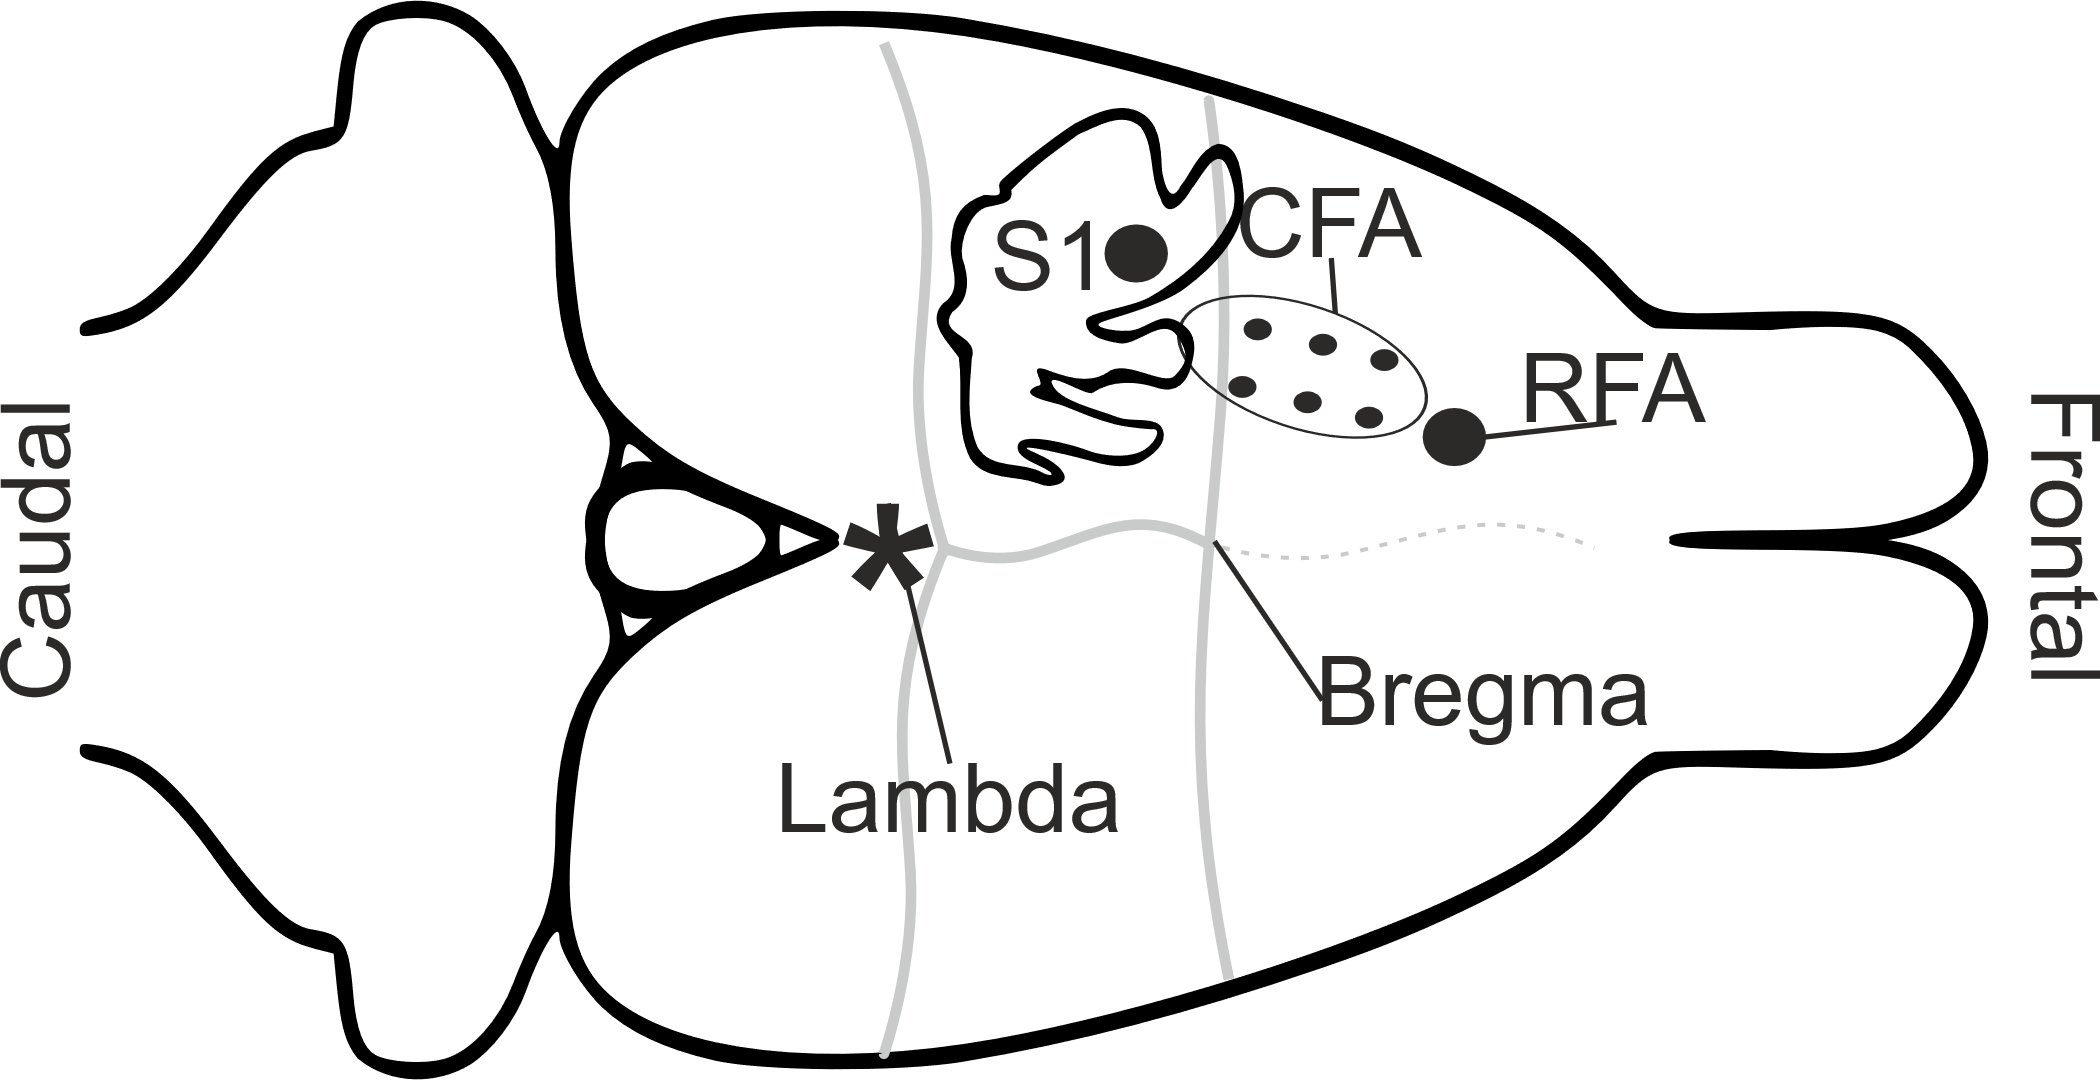 Caudal
S1
CFA
RFA
Frontal
*
Bregma
Lambda